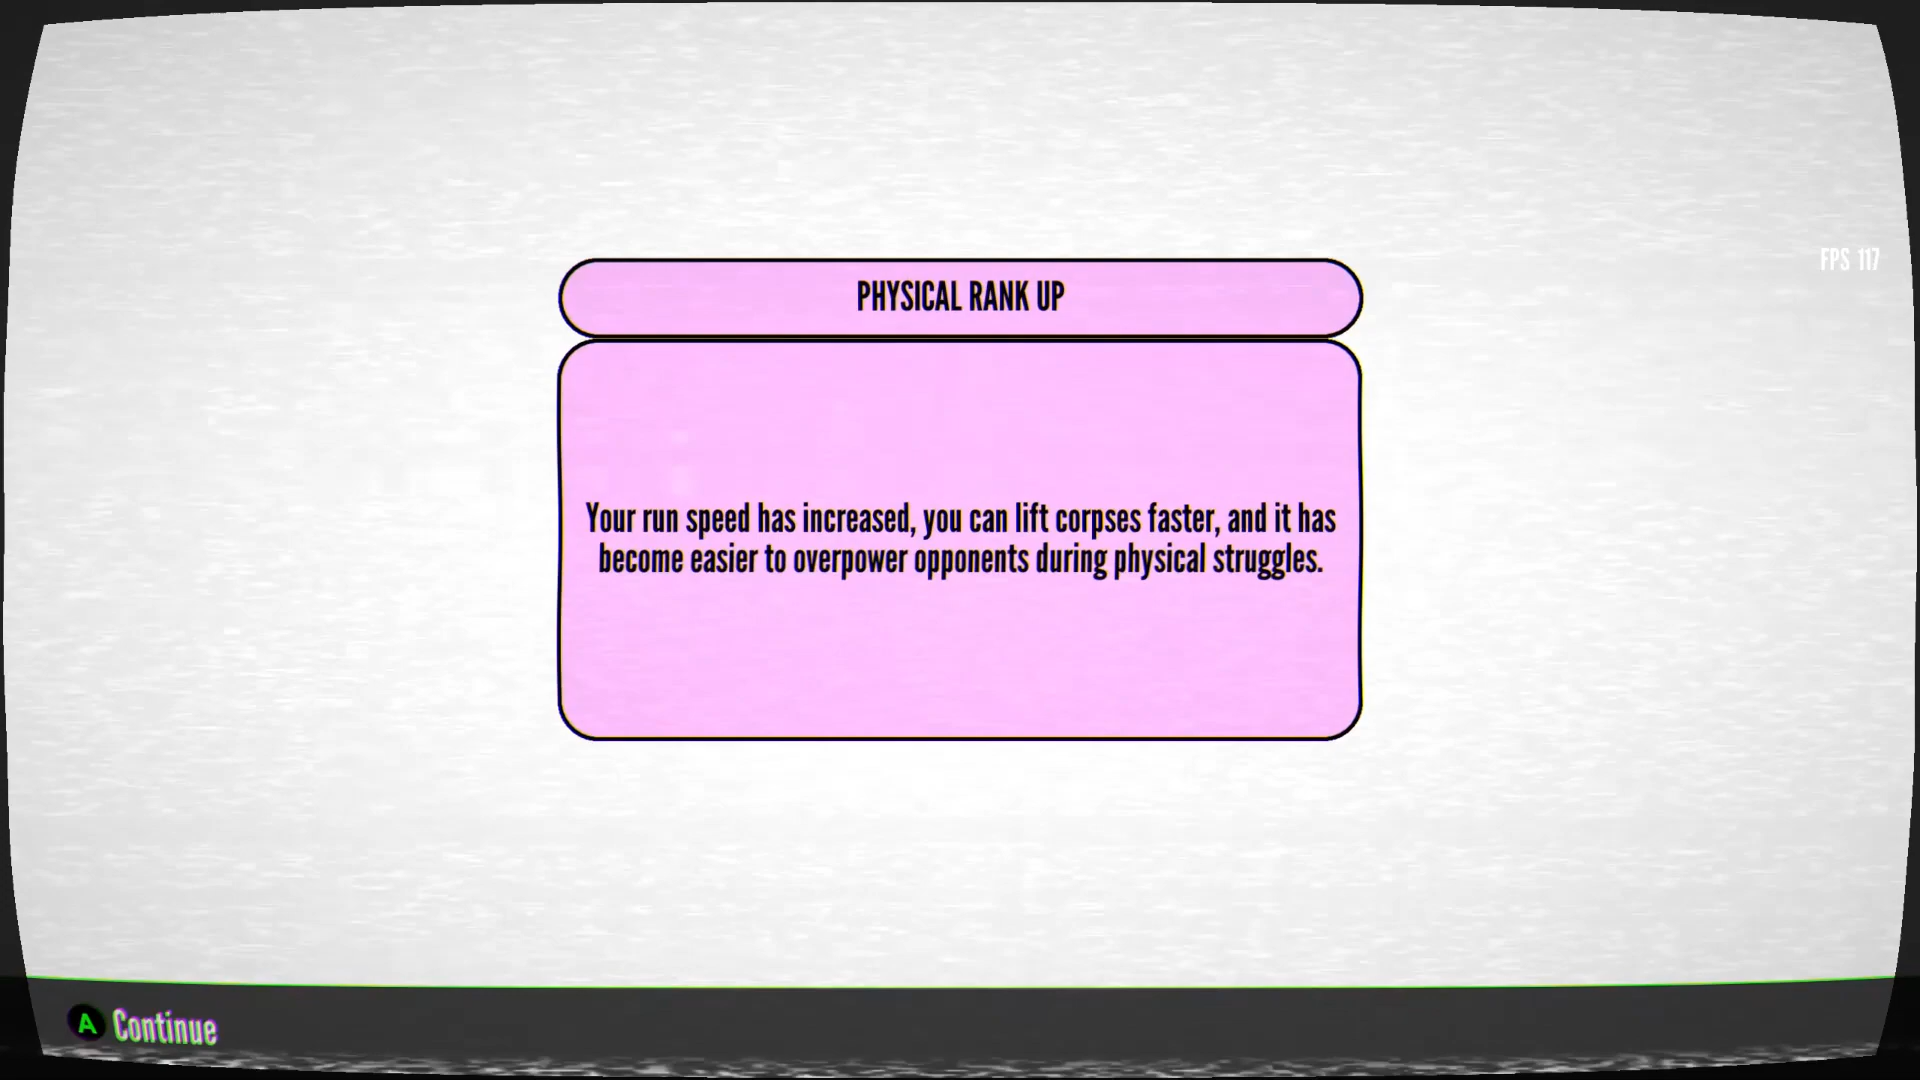 PHYSICAL RANK UP
FPS 117
Your run speed has increased, you can lift corpses faster, and it has
become easier to overpower opponents during physical struggles.
A Continue